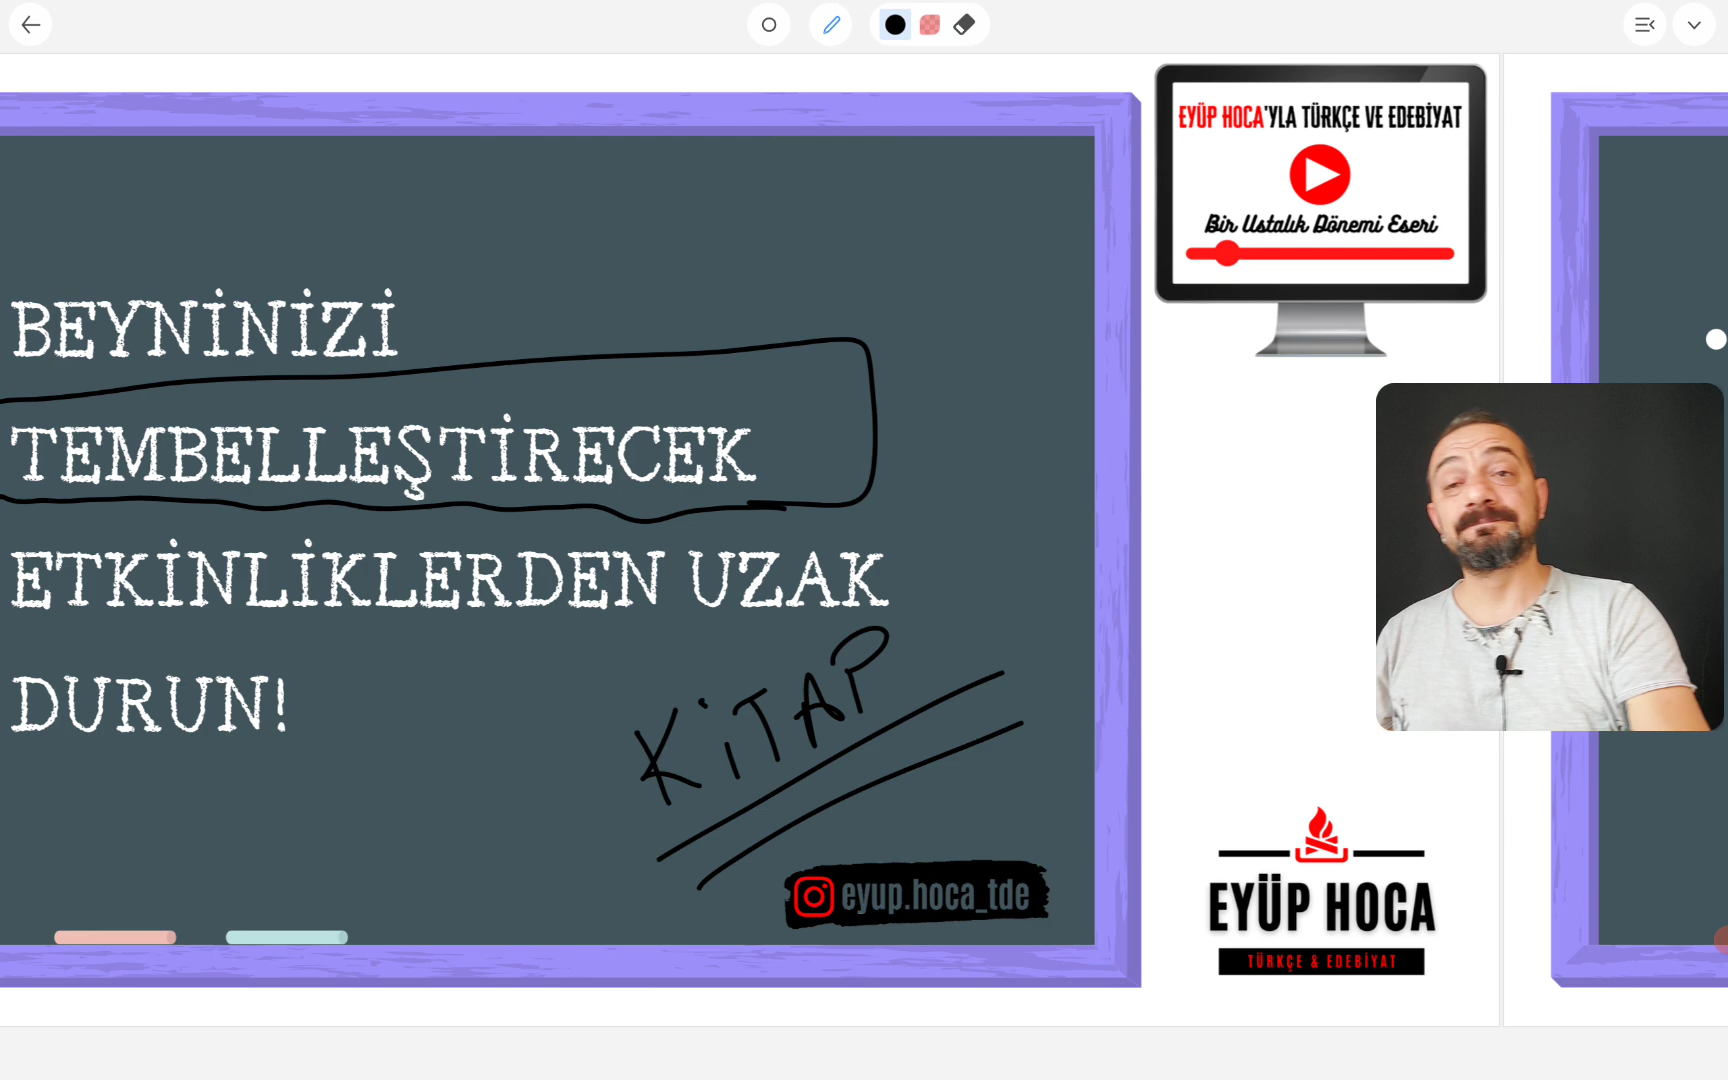 EYÜP HOCA'YLA TÜRKÇE VE EDEBİYAT
Bir Ustalık Dönemi Eseri
BEYNİNİZİ
TEMBELLEŞTİRECEK
ETKİNLİKLERDEN UZAK
DURUN!
KİTAP
eyup.hoca_tde
EYÜP HOCA
TÜRKÇE & EDEBİYAT